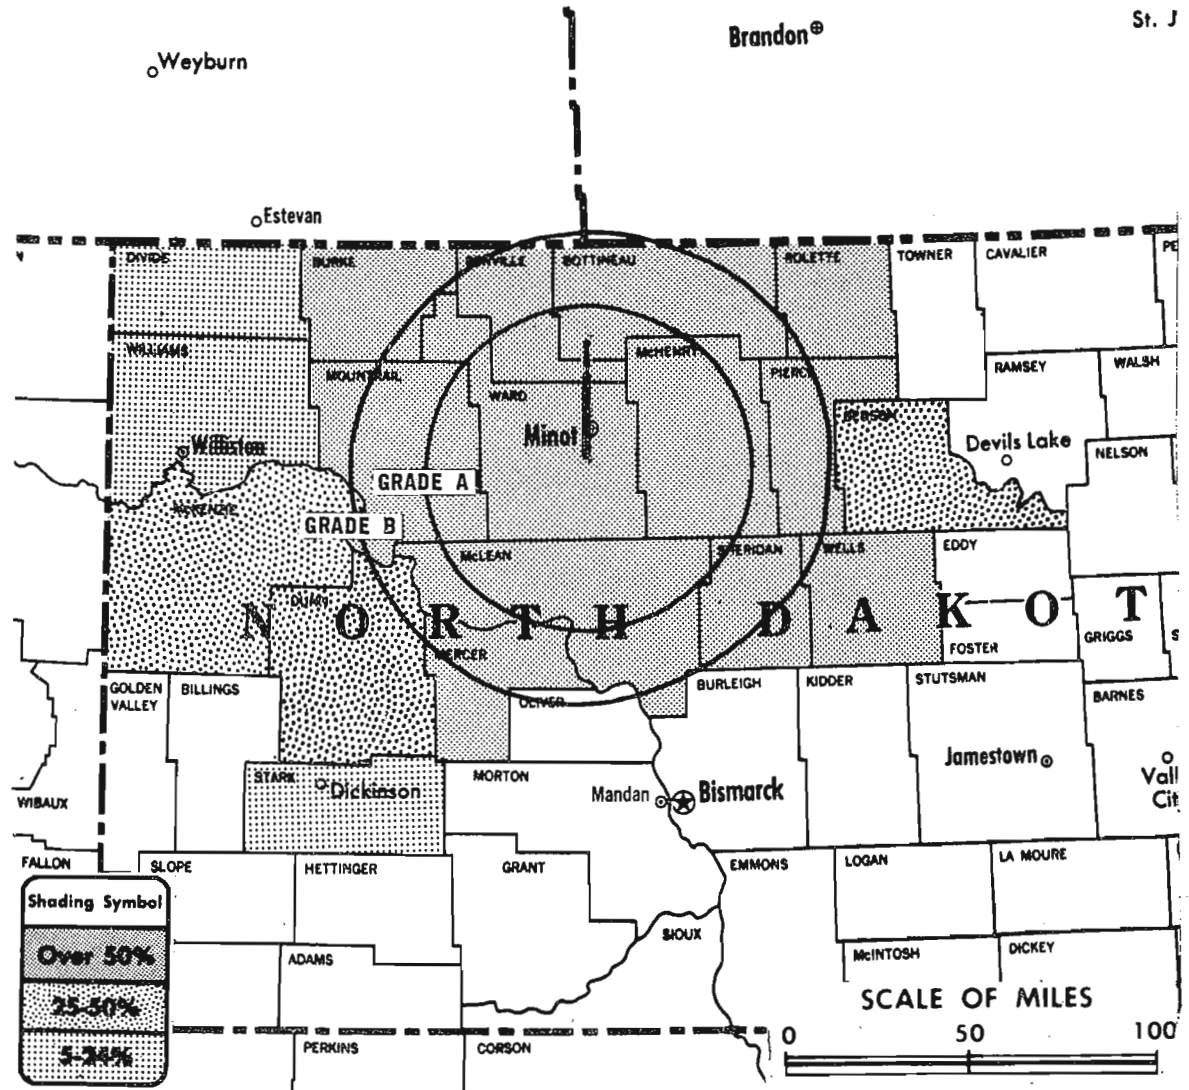 St. J
Brandon
Weyburn
Estevan
DIVIDE
BURKE
RENVILLE
BOTTINEAU
ROLETTE
TOWNER
CAVALIER
PE
WILLIAMS
MOUNTRAIL
WARD
McHENRY
PIERCE
RAMSEY
WALSH
BENSON
Williston
Minot
Devils Lake
NELSON
GRADE A
McKENZIE
GRADE B
McLEAN
SHERIDAN
WELLS
EDDY
DUNN
N O R T H D A K O T
MERCER
FOSTER
GRIGGS
S
GOLDEN
VALLEY
BILLINGS
OLIVER
BURLEIGH
KIDDER
STUTSMAN
BARNES
STARK
Dickinson
MORTON
Mandan
Bismarck
Jamestown
Vall
Cit
WIBAUX
FALLON
SLOPE
HETTINGER
GRANT
EMMONS
LOGAN
LA MOURE
Shading Symbol
Over 50%
25-50%
5-24%
SIOUX
ADAMS
McINTOSH
DICKEY
SCALE OF MILES
0 50 100
PERKINS
CORSON